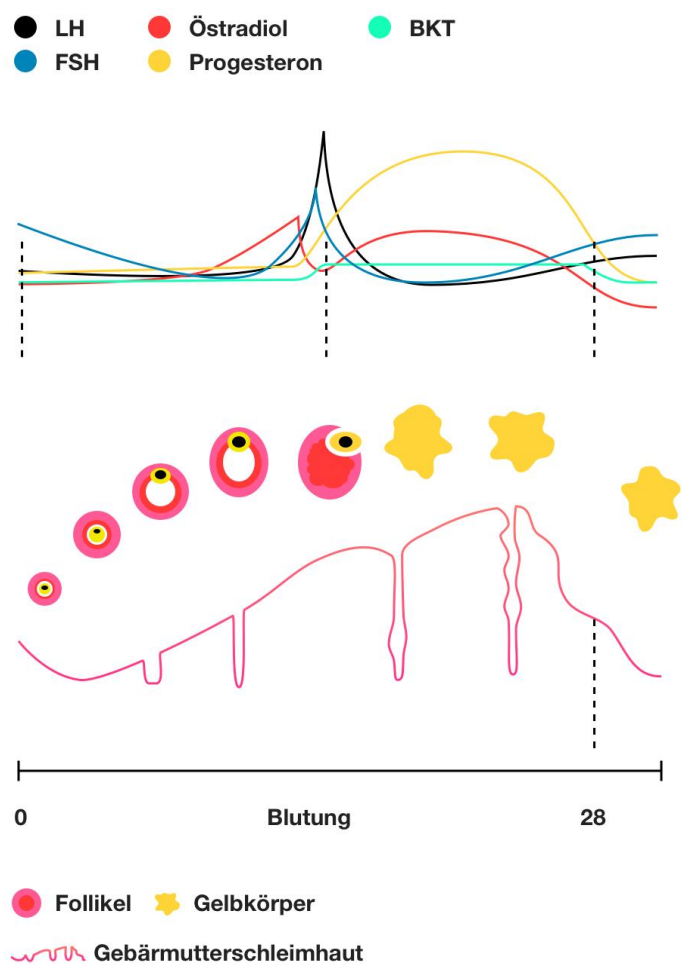 LH Östradiol BKT
FSH Progesteron
0 Blutung 28
Follikel Gelbkörper
Gebärmutterschleimhaut